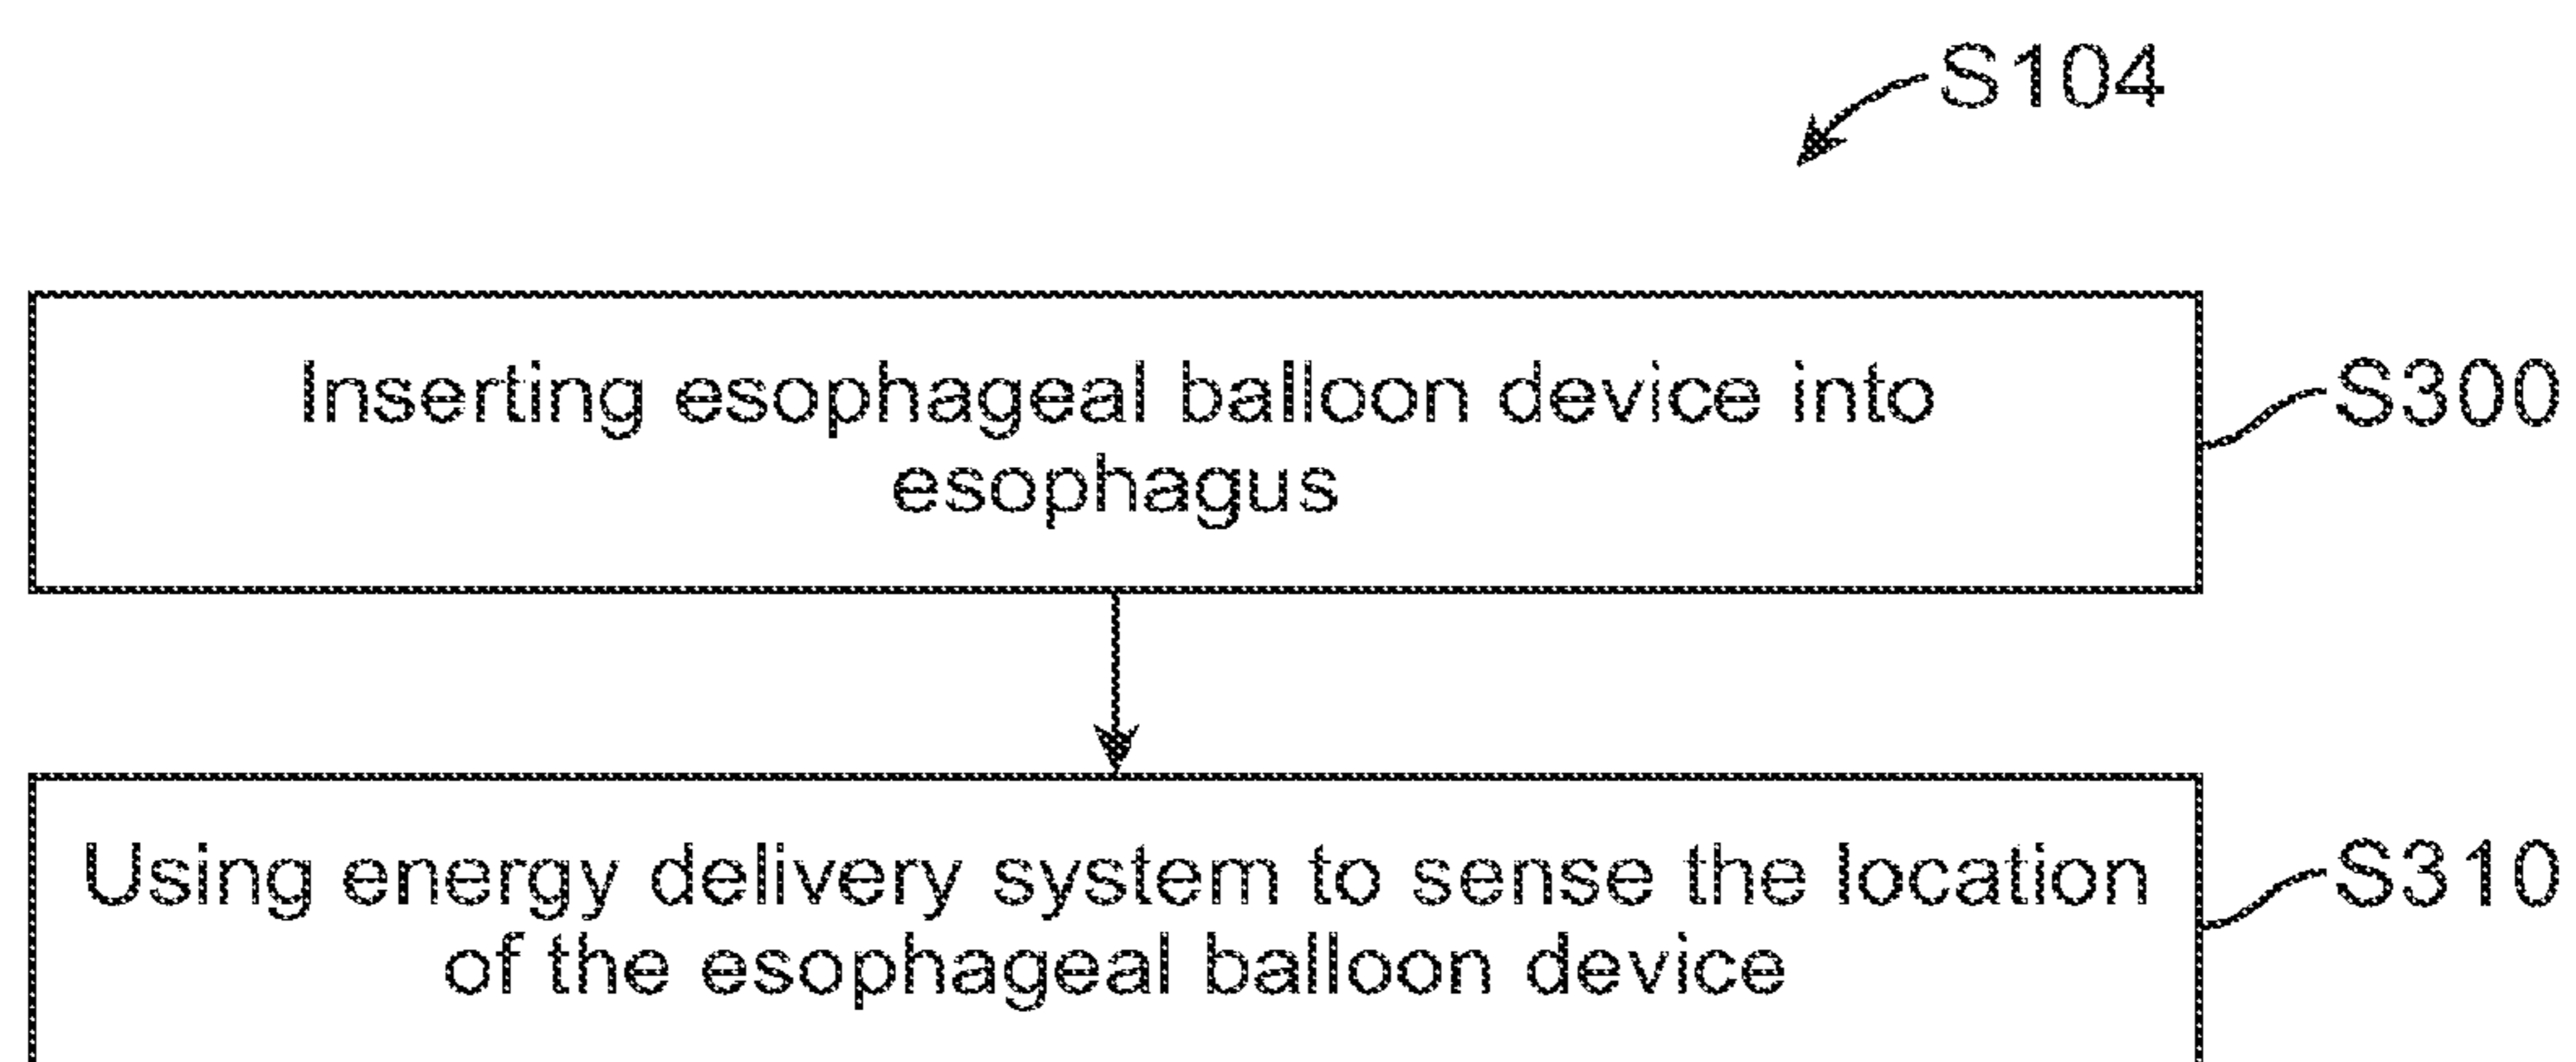 S104
Inserting esophageal balloon device into
esophagus
S300
Using energy delivery system to sense the location
of the esophageal balloon device
S310